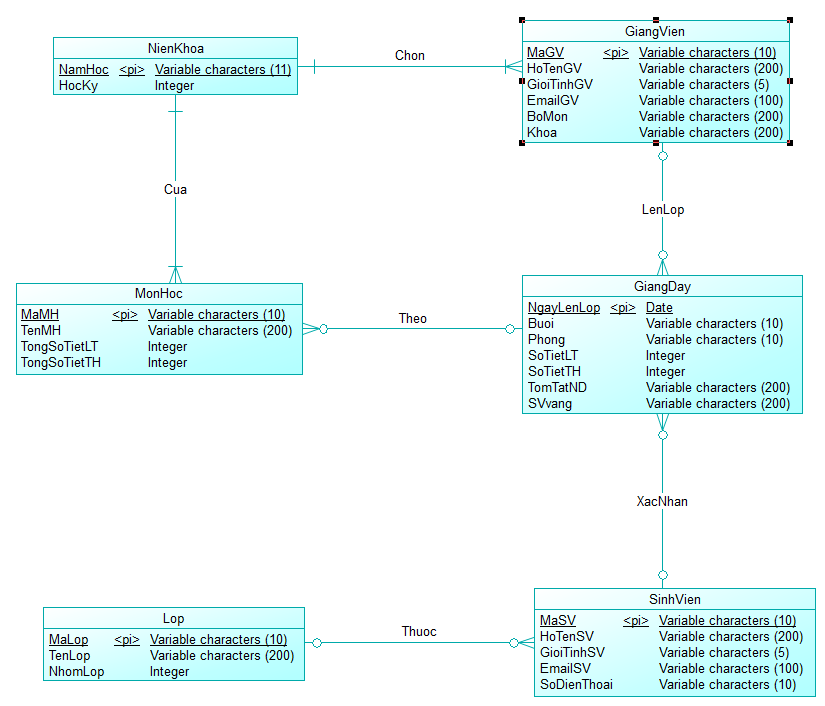 NienKhoa
NamHoc <pi> Variable characters (11)
HocKy Integer
Chon
GiangVien
MaGV <pi> Variable characters (10)
HoTenGV Variable characters (200)
GioiTinhGV Variable characters (5)
EmailGV Variable characters (100)
BoMon Variable characters (200)
Khoa Variable characters (200)
Cua
LenLop
MonHoc
MaMH <pi> Variable characters (10)
TenMH Variable characters (200)
TongSoTietLT Integer
TongSoTietTH Integer
Theo
GiangDay
NgayLenLop <pi> Date
Buoi Variable characters (10)
Phong Variable characters (10)
SoTietLT Integer
SoTietTH Integer
TomTatND Variable characters (200)
SVvang Variable characters (200)
XacNhan
Lop
MaLop <pi> Variable characters (10)
TenLop Variable characters (200)
NhomLop Integer
Thuoc
SinhVien
MaSV <pi> Variable characters (10)
HoTenSV Variable characters (200)
GioiTinhSV Variable characters (5)
EmailSV Variable characters (100)
SoDienThoai Variable characters (10)